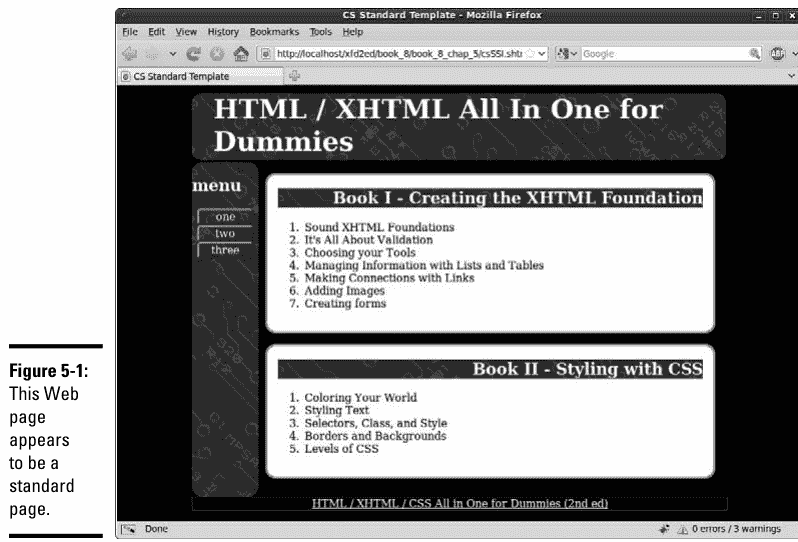 CS Standard Template - Mozilla Firefox
File Edit View History Bookmarks Tools Help
http://localhost/xfd2ed/book_8/book_8_chap_5/csSSI.shtr
Google
ABP
CS Standard Template
HTML / XHTML All In One for
Dummies
menu
one
two
three
Book I - Creating the XHTML Foundation
1. Sound XHTML Foundations
2. It's All About Validation
3. Choosing your Tools
4. Managing Information with Lists and Tables
5. Making Connections with Links
6. Adding Images
7. Creating forms
Book II - Styling with CSS
1. Coloring Your World
2. Styling Text
3. Selectors, Class, and Style
4. Borders and Backgrounds
5. Levels of CSS
HTML / XHTML / CSS All in One for Dummies (2nd ed)
Done
0 errors / 3 warnings
Figure 5-1:
This Web
page
appears
to be a
standard
page.